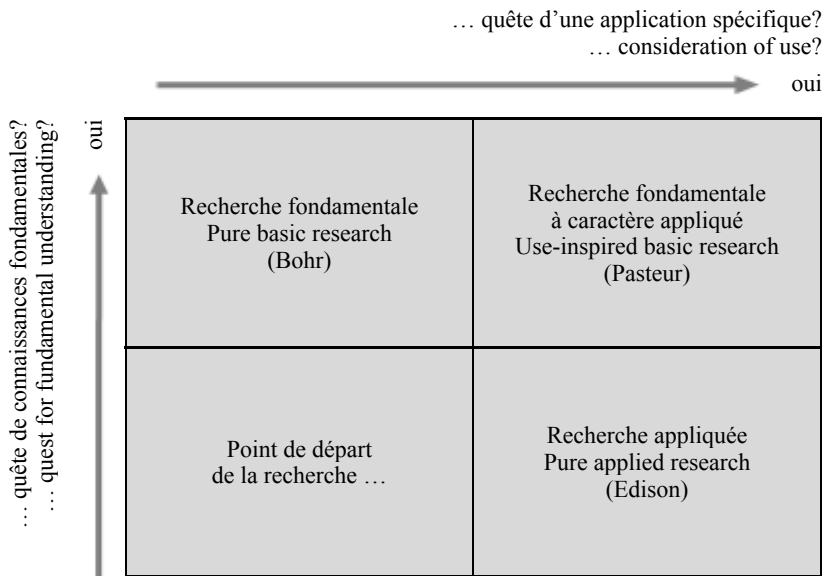 … quête d’une application spécifique?
… consideration of use?
oui
… quête de connaissances fondamentales?
… quest for fundamental understanding?
oui
Recherche fondamentale
Pure basic research
(Bohr)
Recherche fondamentale
à caractère appliqué
Use-inspired basic research
(Pasteur)
Point de départ
de la recherche …
Recherche appliquée
Pure applied research
(Edison)